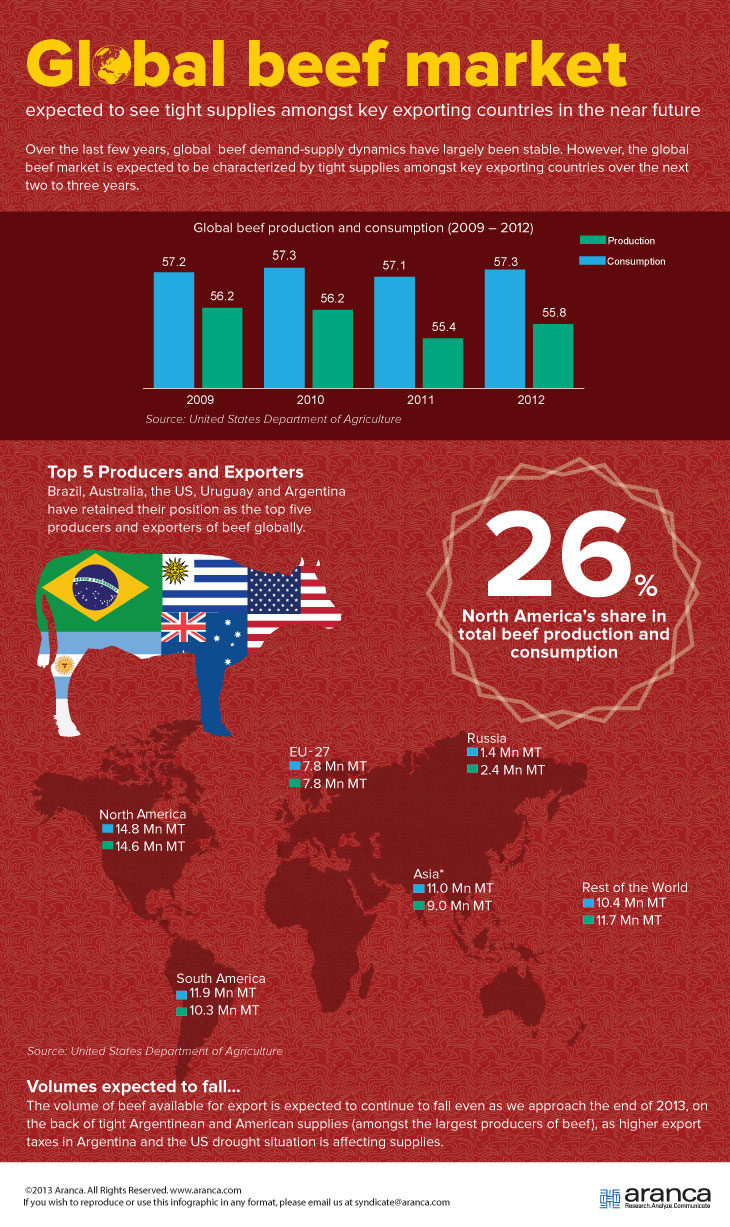 Global beef market
expected to see tight supplies amongst key exporting countries in the near future
Over the last few years, global beef demand-supply dynamics have largely been stable. However, the global
beef market is expected to be characterized by tight supplies amongst key exporting countries over the next
two to three years.
Global beef production and consumption (2009 – 2012)
Production
Consumption
57.2
56.2
57.3
56.2
57.1
55.4
57.3
55.8
2009
2010
2011
2012
Source: United States Department of Agriculture
Top 5 Producers and Exporters
Brazil, Australia, the US, Uruguay and Argentina
have retained their position as the top five
producers and exporters of beef globally.
26%
North America's share in
total beef production and
consumption
EU-27
7.8 Mn MT
7.8 Mn MT
Russia
1.4 Mn MT
2.4 Mn MT
North America
14.8 Mn MT
14.6 Mn MT
Asia*
11.0 Mn MT
9.0 Mn MT
Rest of the World
10.4 Mn MT
11.7 Mn MT
South America
11.9 Mn MT
10.3 Mn MT
Source: United States Department of Agriculture
Volumes expected to fall...
The volume of beef available for export is expected to continue to fall even as we approach the end of 2013, on
the back of tight Argentinean and American supplies (amongst the largest producers of beef), as higher export
taxes in Argentina and the US drought situation is affecting supplies.
©2013 Aranca. All Rights Reserved. www.aranca.com
If you wish to reproduce or use this infographic in any format, please email us at syndicate@aranca.com
aranca
Research.Analyze.Communicate